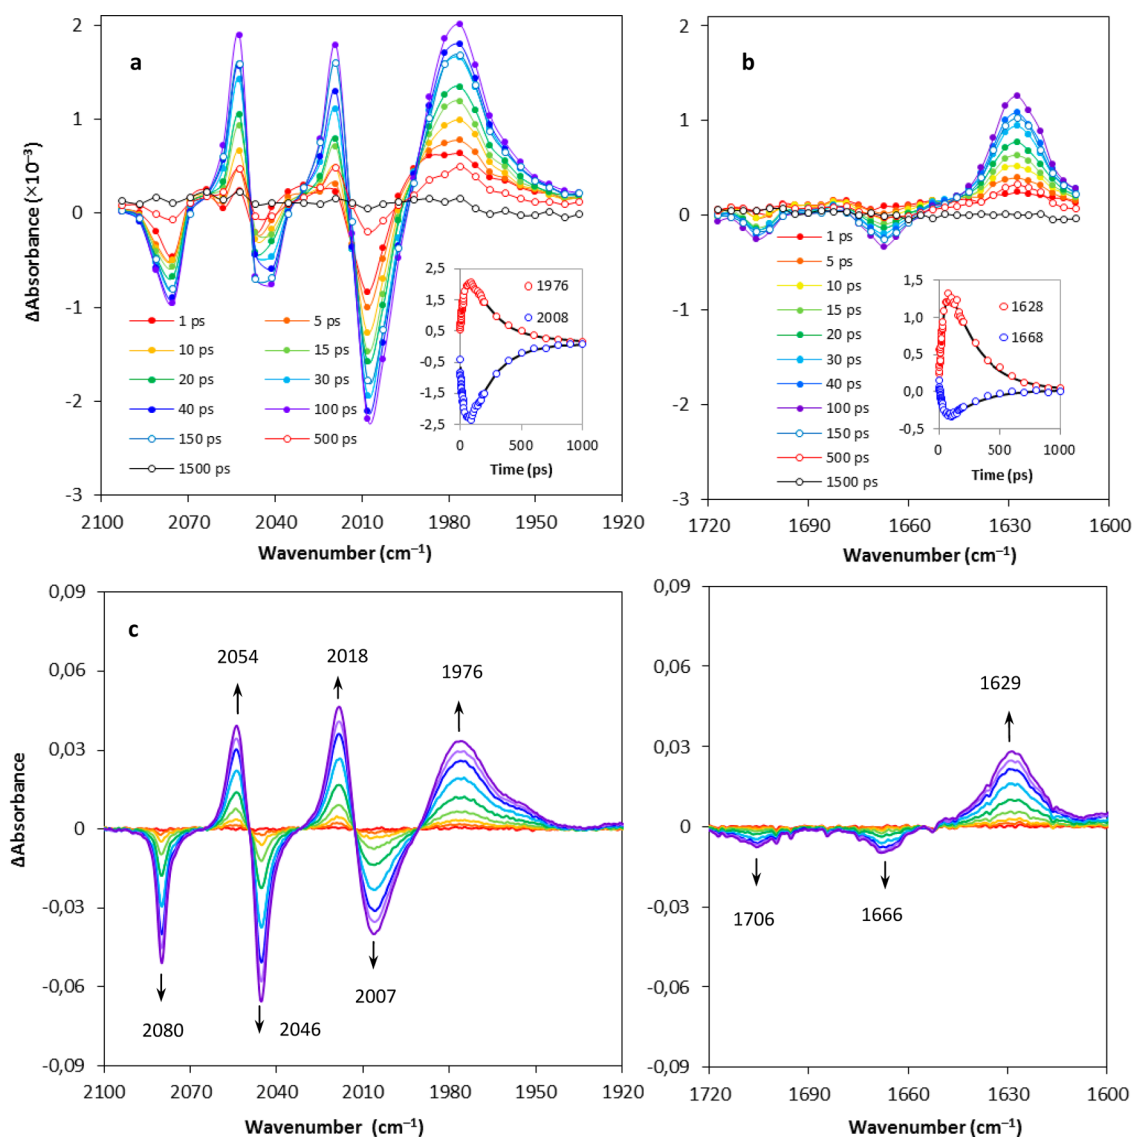 a
ΔAbsorbance (×10⁻³)
2
1
0
-1
-2
-3
2100 2070 2040 2010 1980 1950 1920
Wavenumber (cm⁻¹)
1 ps 5 ps
10 ps 15 ps
20 ps 30 ps
40 ps 100 ps
150 ps 500 ps
1500 ps
2,5
1,5
0,5
-0,5
-1,5
-2,5
1976
2008
0 500 1000
Time (ps)
b
2
1
0
-1
-2
-3
1720 1690 1660 1630 1600
Wavenumber (cm⁻¹)
1 ps
5 ps
10 ps
15 ps
20 ps
30 ps
40 ps
100 ps
150 ps
500 ps
1500 ps
1,5
1,0
0,5
0,0
-0,5
1628
1668
0 500 1000
Time (ps)
c
ΔAbsorbance
0,09
0,06
0,03
0
-0,03
-0,06
-0,09
2054 2018 1976
2080 2046 2007
2100 2070 2040 2010 1980 1950 1920
Wavenumber (cm⁻¹)
0,09
0,06
0,03
0
-0,03
-0,06
-0,09
1629
1706 1666
1720 1690 1660 1630 1600
Wavenumber (cm⁻¹)